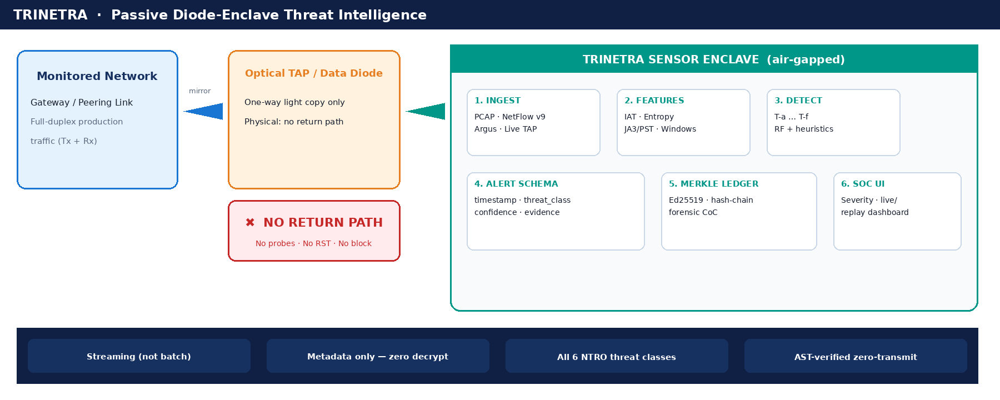 TRINETRA · Passive Diode-Enclave Threat Intelligence
Monitored Network
Gateway / Peering Link
Full-duplex production
traffic (Tx + Rx)
mirror
Optical TAP / Data Diode
One-way light copy only
Physical: no return path
✖ NO RETURN PATH
No probes · No RST · No block
TRINETRA SENSOR ENCLAVE (air-gapped)
1. INGEST
PCAP · NetFlow v9
Argus · Live TAP
2. FEATURES
IAT · Entropy
JA3/PST · Windows
3. DETECT
T-a … T-f
RF + heuristics
4. ALERT SCHEMA
timestamp · threat_class
confidence · evidence
5. MERKLE LEDGER
Ed25519 · hash-chain
forensic CoC
6. SOC UI
Severity · live/
replay dashboard
Streaming (not batch)
Metadata only — zero decrypt
All 6 NTRO threat classes
AST-verified zero-transmit